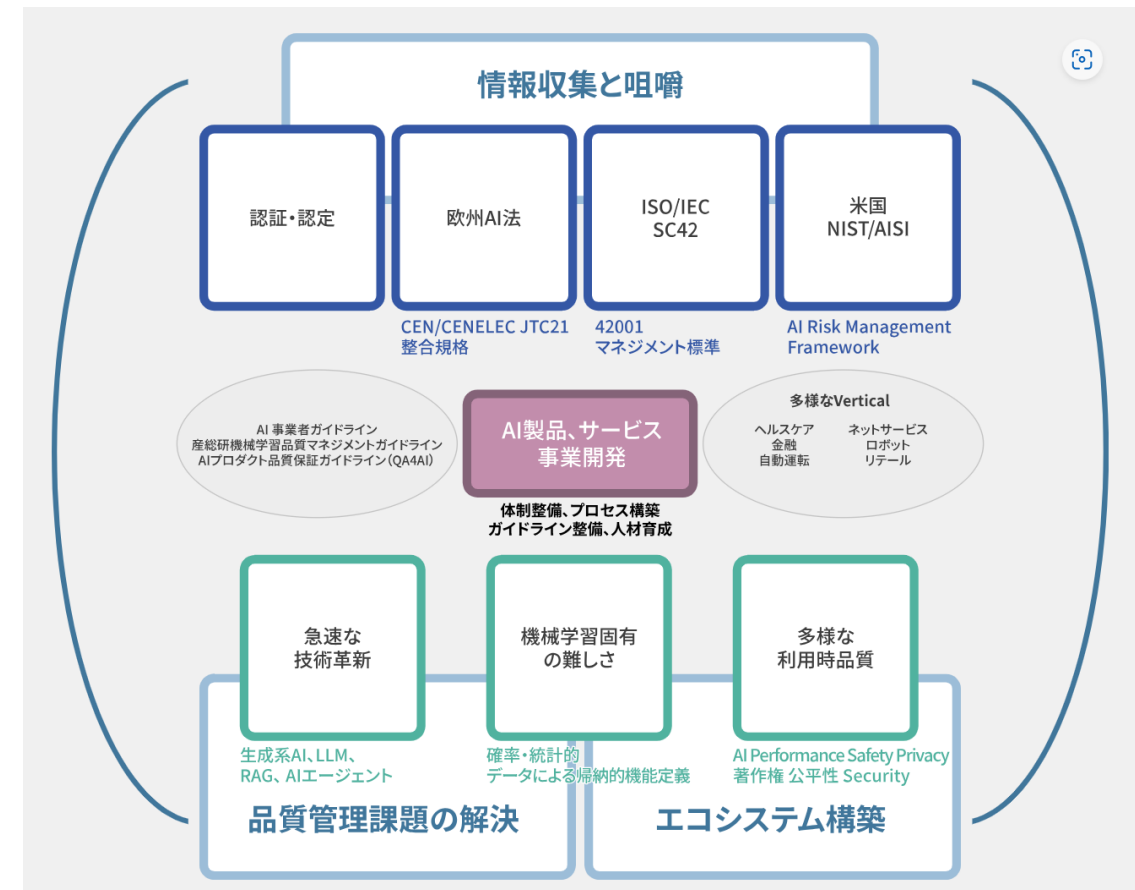 情報収集と咀嚼
認証・認定
欧州AI法
ISO/IEC
SC42
米国
NIST/AISI
CEN/CENELEC JTC21
整合規格
42001
マネジメント標準
AI Risk Management
Framework
AI 事業者ガイドライン
産総研機械学習品質マネジメントガイドライン
AIプロダクト品質保証ガイドライン（QA4AI）
AI製品、サービス
事業開発
体制整備、プロセス構築
ガイドライン整備、人材育成
多様なVertical
ヘルスケア
金融
自動運転
ネットサービス
ロボット
リテール
急速な
技術革新
機械学習固有
の難しさ
多様な
利用時品質
生成系AI、LLM、
RAG、AIエージェント
確率・統計的
データによる帰納的機能定義
AI Performance Safety Privacy
著作権 公平性 Security
品質管理課題の解決
エコシステム構築